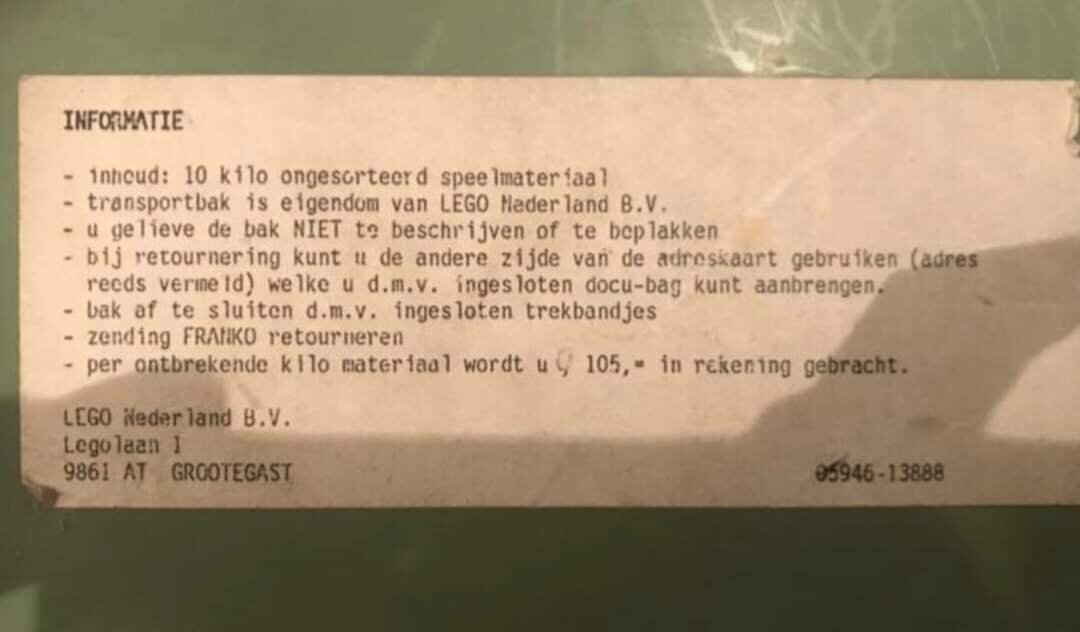 INFORMATIE
- inhoud: 10 kilo ongesorteerd speelmateriaal
- transportbak is eigendom van LEGO Nederland B.V.
- u gelieve de bak NIET te beschrijven of te beplakken
- bij retournering kunt u de andere zijde van de adreskaart gebruiken (adres
reeds vermeld) welke u d.m.v. ingesloten docu-bag kunt aanbrengen.
- bak af te sluiten d.m.v. ingesloten trekbandjes
- zending FRANKO retourneren
- per ontbrekende kilo materiaal wordt u 105,= in rekening gebracht.
LEGO Nederland B.V.
Legolaan 1
9861 AT GROOTEGAST 05946-13888